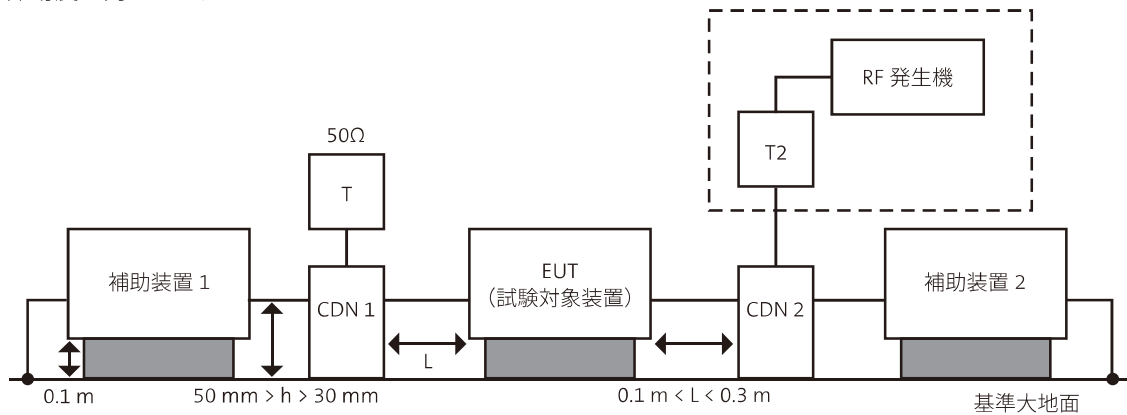 RF 発生機
T2
50Ω
T
補助装置 1
CDN 1
EUT
（試験対象装置）
CDN 2
補助装置 2
L
0.1 m
50 mm > h > 30 mm
0.1 m < L < 0.3 m
基準大地面